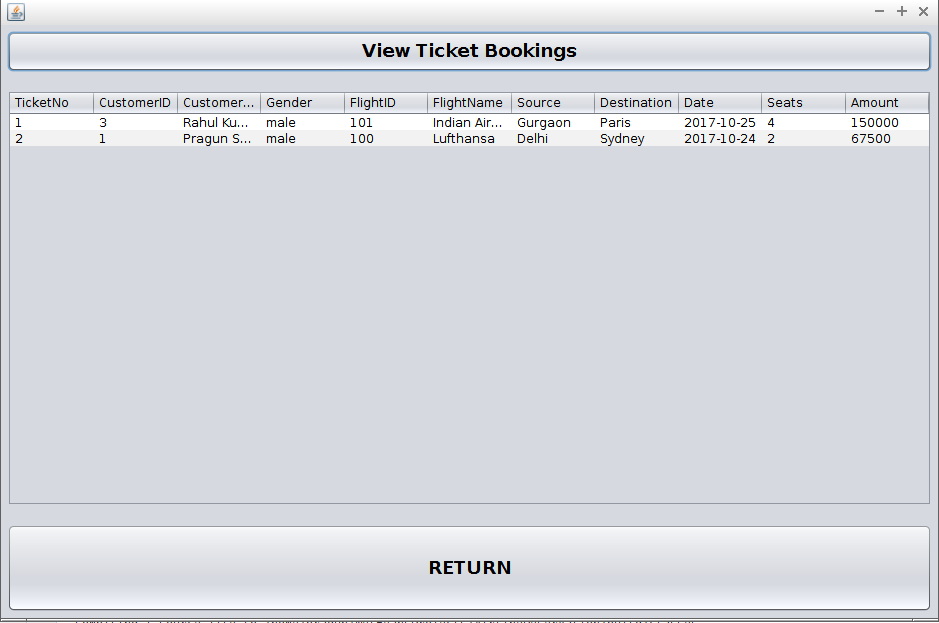 View Ticket Bookings
TicketNo CustomerID Customer... Gender FlightID FlightName Source Destination Date Seats Amount
1 3 Rahul Ku... male 101 Indian Air... Gurgaon Paris 2017-10-25 4 150000
2 1 Pragun S... male 100 Lufthansa Delhi Sydney 2017-10-24 2 67500
RETURN